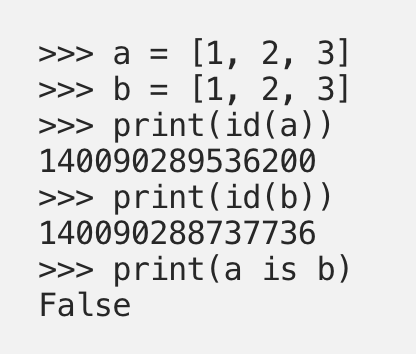 >>> a = [1, 2, 3]
>>> b = [1, 2, 3]
>>> print(id(a))
140090289536200
>>> print(id(b))
140090288737736
>>> print(a is b)
False